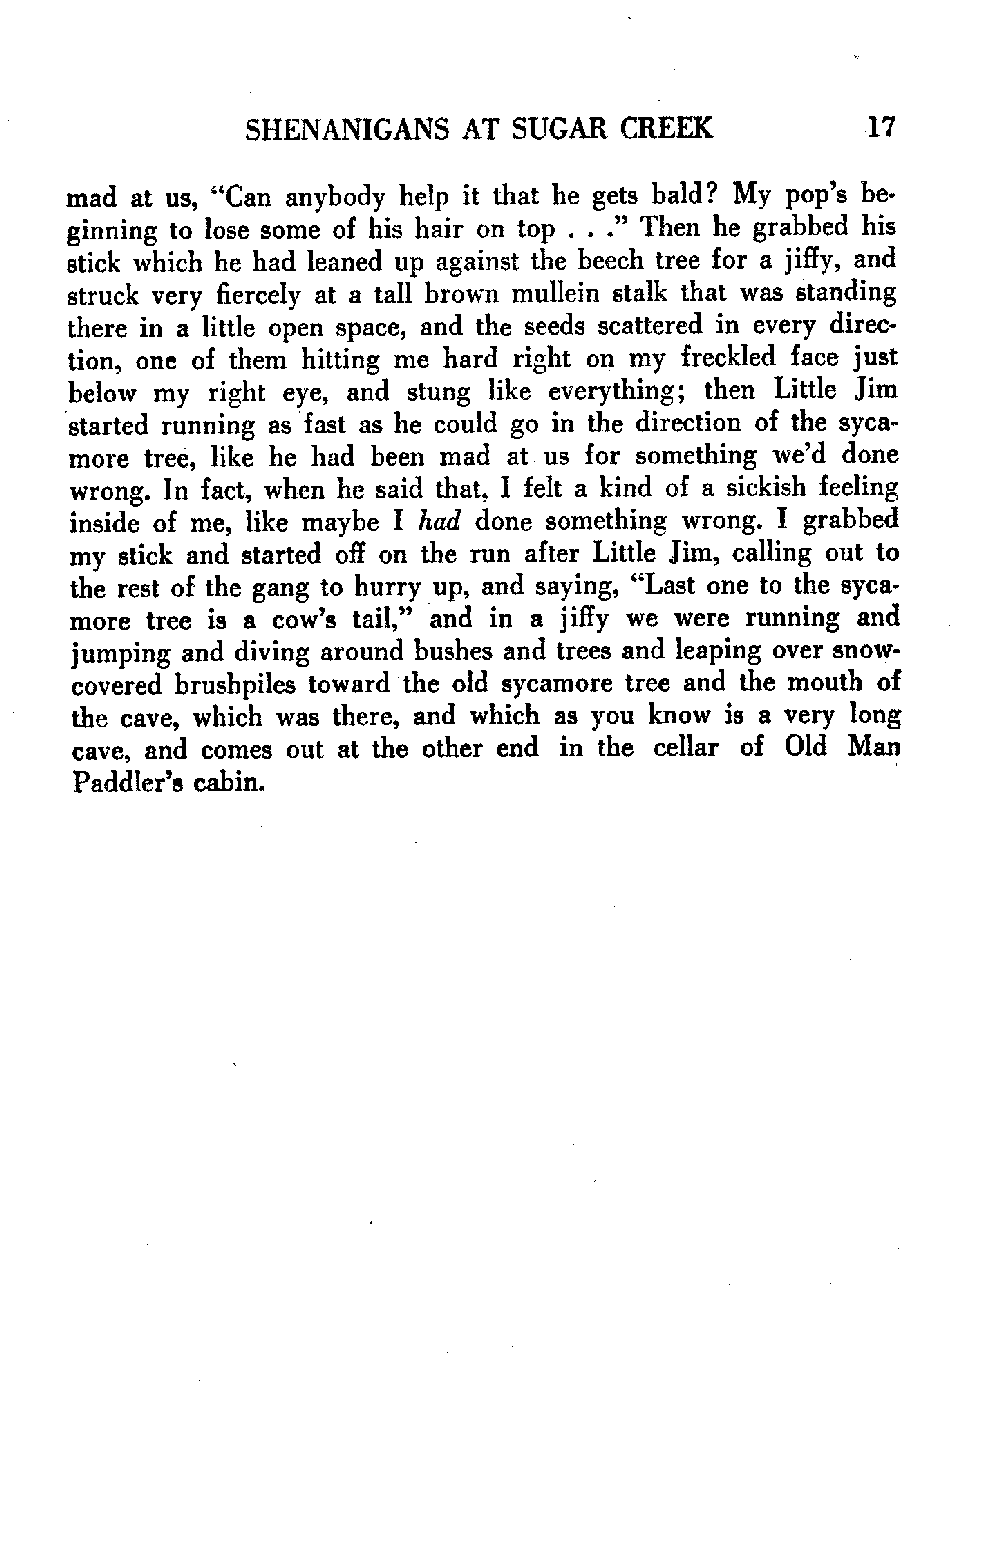 SHENANIGANS AT SUGAR CREEK 17
mad at us, “Can anybody help it that he gets bald? My pop’s be-
ginning to lose some of his hair on top . . .” Then he grabbed his
stick which he had leaned up against the beech tree for a jiffy, and
struck very fiercely at a tall brown mullein stalk that was standing
there in a little open space, and the seeds scattered in every direc-
tion, one of them hitting me hard right on my freckled face just
below my right eye, and stung like everything; then Little Jim
started running as fast as he could go in the direction of the syca-
more tree, like he had been mad at us for something we’d done
wrong. In fact, when he said that, I felt a kind of a sickish feeling
inside of me, like maybe I had done something wrong. I grabbed
my stick and started off on the run after Little Jim, calling out to
the rest of the gang to hurry up, and saying, “Last one to the syca-
more tree is a cow’s tail,” and in a jiffy we were running and
jumping and diving around bushes and trees and leaping over snow-
covered brushpiles toward the old sycamore tree and the mouth of
the cave, which was there, and which as you know is a very long
cave, and comes out at the other end in the cellar of Old Man
Paddler’s cabin.